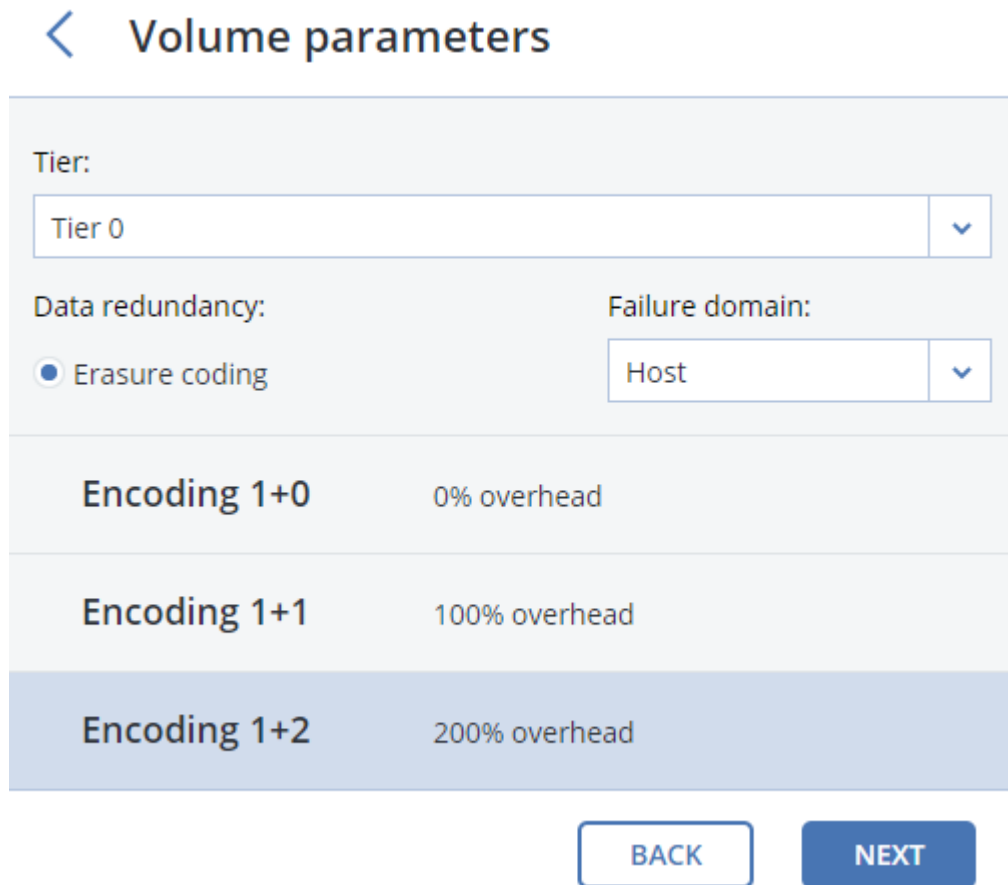 Volume parameters
Tier:
Tier 0
Data redundancy:
Failure domain:
Erasure coding
Host
Encoding 1+0 0% overhead
Encoding 1+1 100% overhead
Encoding 1+2 200% overhead
BACK NEXT